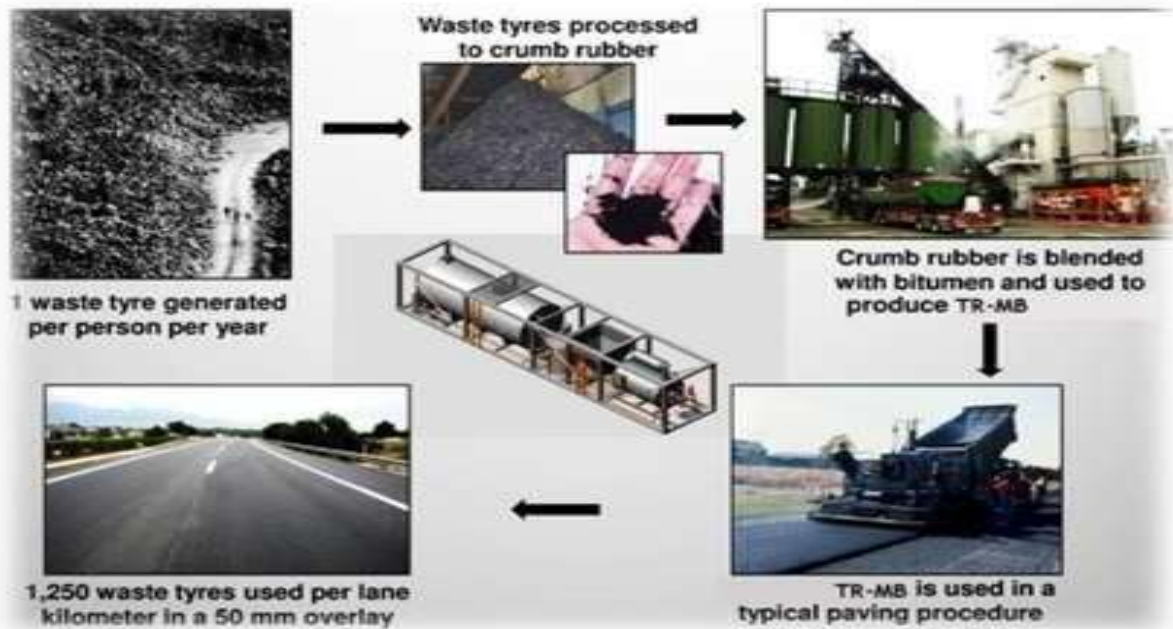 Waste tyres processed
to crumb rubber
1 waste tyre generated
per person per year
Crumb rubber is blended
with bitumen and used to
produce TR-MB
TR-MB is used in a
typical paving procedure
1,250 waste tyres used per lane
kilometer in a 50 mm overlay